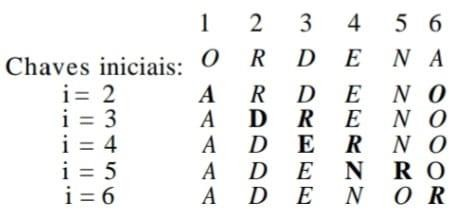 1 2 3 4 5 6
Chaves iniciais: O R D E N A
i = 2 A R D E N O
i = 3 A D R E N O
i = 4 A D E R N O
i = 5 A D E N R O
i = 6 A D E N O R